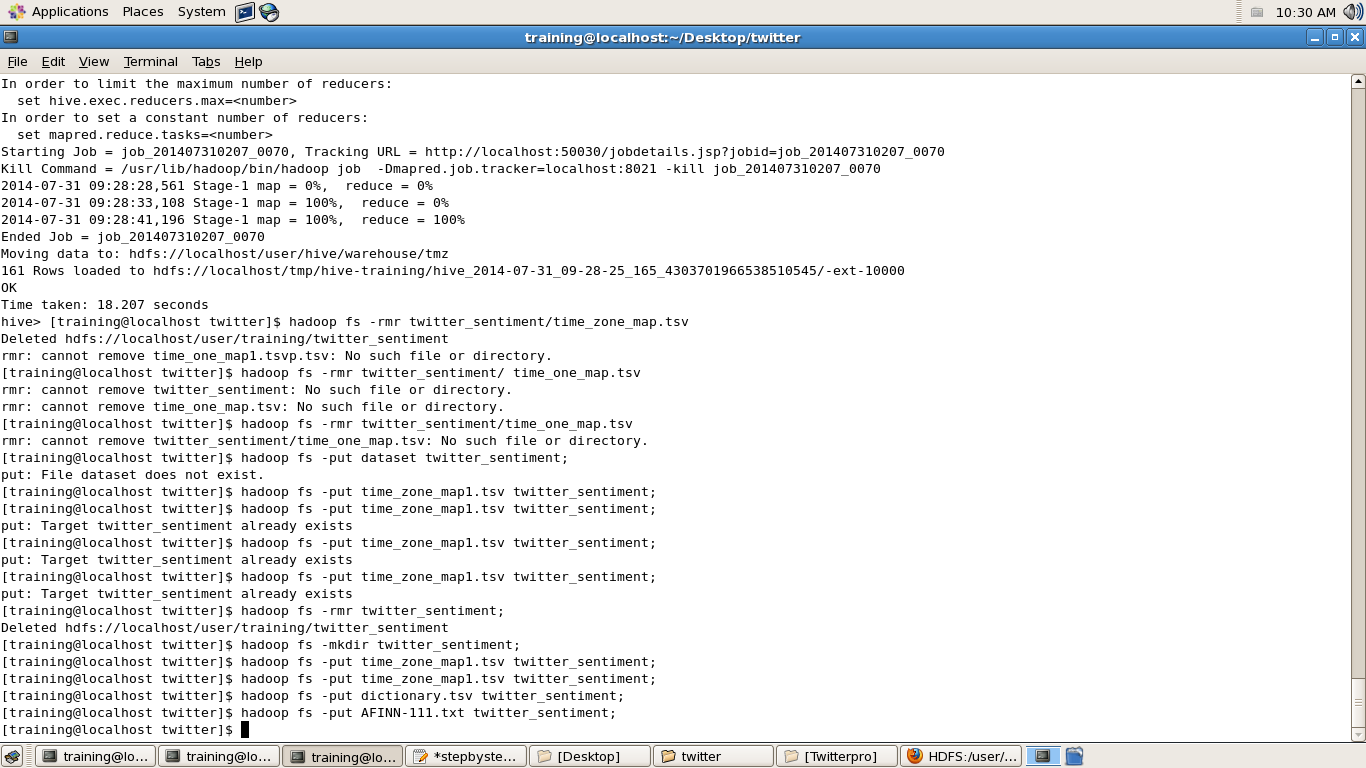 Applications Places System 10:30 AM
training@localhost:~/Desktop/twitter
File Edit View Terminal Tabs Help
In order to limit the maximum number of reducers:
  set hive.exec.reducers.max=<number>
In order to set a constant number of reducers:
  set mapred.reduce.tasks=<number>
Starting Job = job_201407310207_0070, Tracking URL = http://localhost:50030/jobdetails.jsp?jobid=job_201407310207_0070
Kill Command = /usr/lib/hadoop/bin/hadoop job  -Dmapred.job.tracker=localhost:8021 -kill job_201407310207_0070
2014-07-31 09:28:28,561 Stage-1 map = 0%,  reduce = 0%
2014-07-31 09:28:33,108 Stage-1 map = 100%,  reduce = 0%
2014-07-31 09:28:41,196 Stage-1 map = 100%,  reduce = 100%
Ended Job = job_201407310207_0070
Moving data to: hdfs://localhost/user/hive/warehouse/tmz
161 Rows loaded to hdfs://localhost/tmp/hive-training/hive_2014-07-31_09-28-25_165_4303701966538510545/-ext-10000
OK
Time taken: 18.207 seconds
hive> [training@localhost twitter]$ hadoop fs -rmr twitter_sentiment/time_zone_map.tsv
Deleted hdfs://localhost/user/training/twitter_sentiment
rmr: cannot remove time_one_map1.tsvp.tsv: No such file or directory.
[training@localhost twitter]$ hadoop fs -rmr twitter_sentiment/ time_one_map.tsv
rmr: cannot remove twitter_sentiment: No such file or directory.
rmr: cannot remove time_one_map.tsv: No such file or directory.
[training@localhost twitter]$ hadoop fs -rmr twitter_sentiment/time_one_map.tsv
rmr: cannot remove twitter_sentiment/time_one_map.tsv: No such file or directory.
[training@localhost twitter]$ hadoop fs -put dataset twitter_sentiment;
put: File dataset does not exist.
[training@localhost twitter]$ hadoop fs -put time_zone_map1.tsv twitter_sentiment;
[training@localhost twitter]$ hadoop fs -put time_zone_map1.tsv twitter_sentiment;
put: Target twitter_sentiment already exists
[training@localhost twitter]$ hadoop fs -put time_zone_map1.tsv twitter_sentiment;
put: Target twitter_sentiment already exists
[training@localhost twitter]$ hadoop fs -put time_zone_map1.tsv twitter_sentiment;
put: Target twitter_sentiment already exists
[training@localhost twitter]$ hadoop fs -rmr twitter_sentiment;
Deleted hdfs://localhost/user/training/twitter_sentiment
[training@localhost twitter]$ hadoop fs -mkdir twitter_sentiment;
[training@localhost twitter]$ hadoop fs -put time_zone_map1.tsv twitter_sentiment;
[training@localhost twitter]$ hadoop fs -put time_zone_map1.tsv twitter_sentiment;
[training@localhost twitter]$ hadoop fs -put dictionary.tsv twitter_sentiment;
[training@localhost twitter]$ hadoop fs -put AFINN-111.txt twitter_sentiment;
[training@localhost twitter]$
training@lo... training@lo... training@lo... *stepbyste... [Desktop] twitter [Twitterpro] HDFS:/user/...